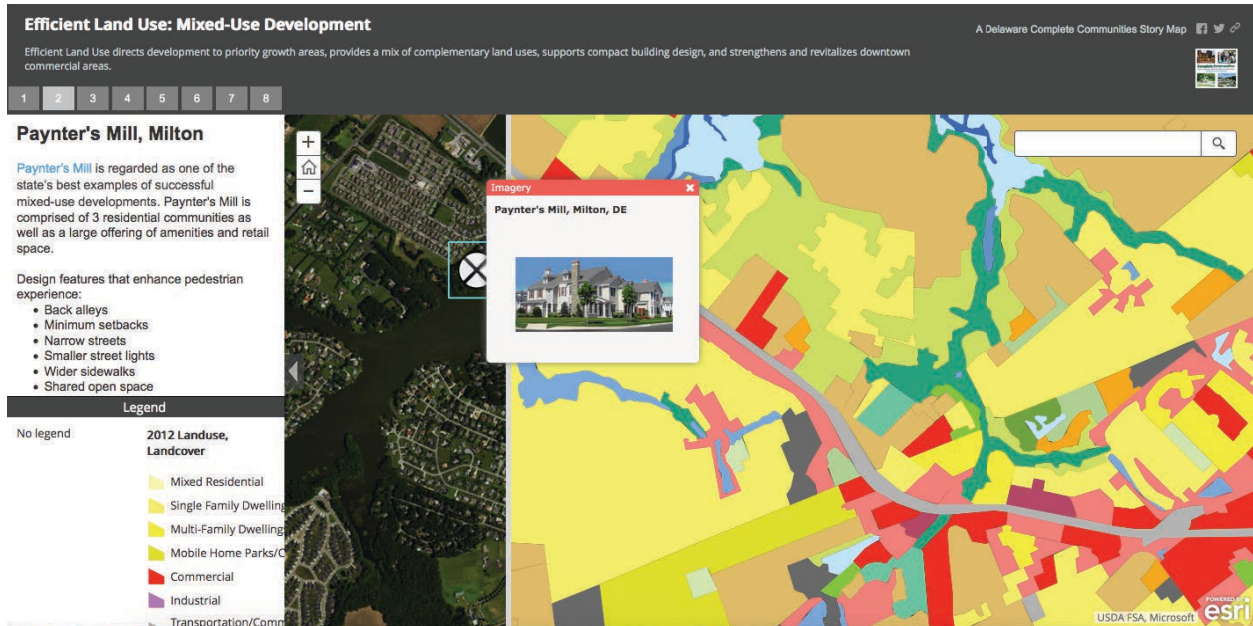 Efficient Land Use: Mixed-Use Development
A Delaware Complete Communities Story Map
Efficient Land Use directs development to priority growth areas, provides a mix of complementary land uses, supports compact building design, and strengthens and revitalizes downtown
commercial areas.
1 2 3 4 5 6 7 8
Paynter's Mill, Milton
Paynter's Mill is regarded as one of the
state's best examples of successful
mixed-use developments. Paynter's Mill is
comprised of 3 residential communities as
well as a large offering of amenities and retail
space.
Design features that enhance pedestrian
experience:
• Back alleys
• Minimum setbacks
• Narrow streets
• Smaller street lights
• Wider sidewalks
• Shared open space
Legend
No legend
2012 Landuse,
Landcover
Mixed Residential
Single Family Dwelling
Multi-Family Dwelling
Mobile Home Parks/C
Commercial
Industrial
Transportation/Comm
Imagery
Paynter's Mill, Milton, DE
USDA FSA, Microsoft
POWERED BY
esri